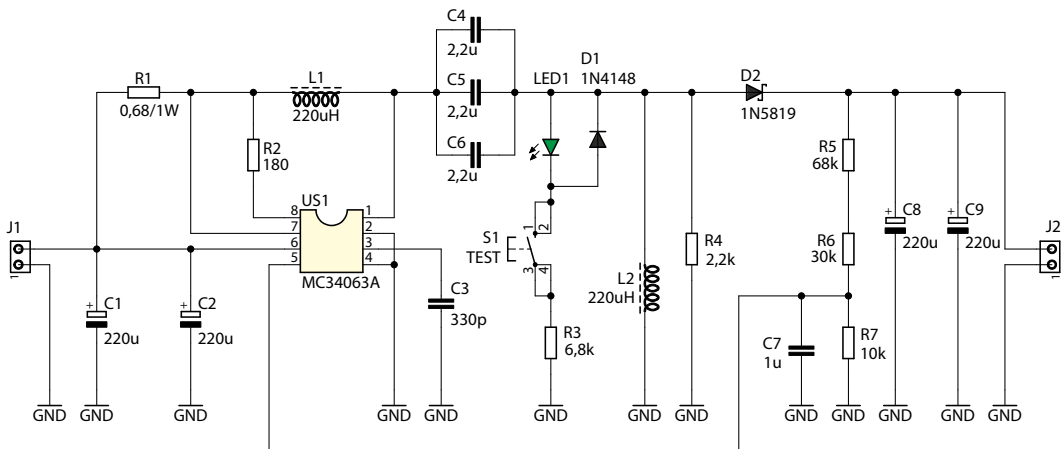 C4
2,2u
C5
2,2u
C6
2,2u
R1
0,68/1W
L1
220uH
R2
180
LED1
D1
1N4148
D2
1N5819
R5
68k
R6
30k
R7
10k
C7
1u
C8
+
220u
C9
+
220u
J2
1
J1
1
US1
8
7
6
5
1
2
3
4
MC34063A
S1
TEST
1
2
3
4
C3
330p
R3
6,8k
L2
220uH
R4
2,2k
C1
+
220u
C2
+
220u
GND
GND
GND
GND
GND
GND
GND
GND
GND
GND
GND
GND
GND